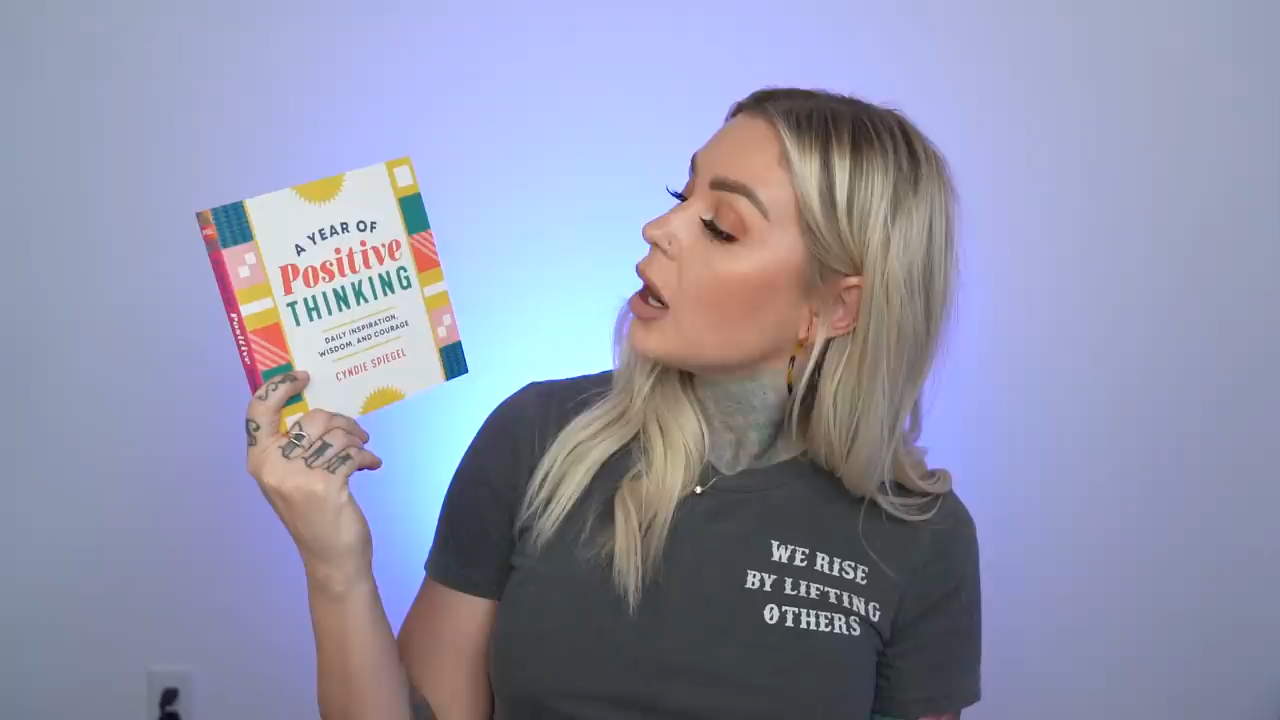 A YEAR OF
Positive
THINKING
DAILY INSPIRATION,
WISDOM, AND COURAGE
CYNDIE SPIEGEL
Positive
WE RISE
BY LIFTING
OTHERS